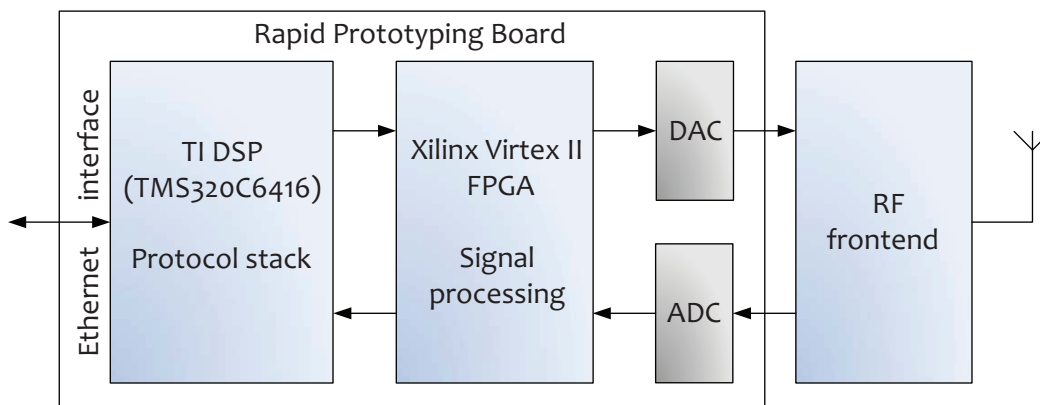 Rapid Prototyping Board
Ethernet interface
TI DSP
(TMS320C6416)
Protocol stack
Xilinx Virtex II
FPGA
Signal
processing
DAC
ADC
RF
frontend